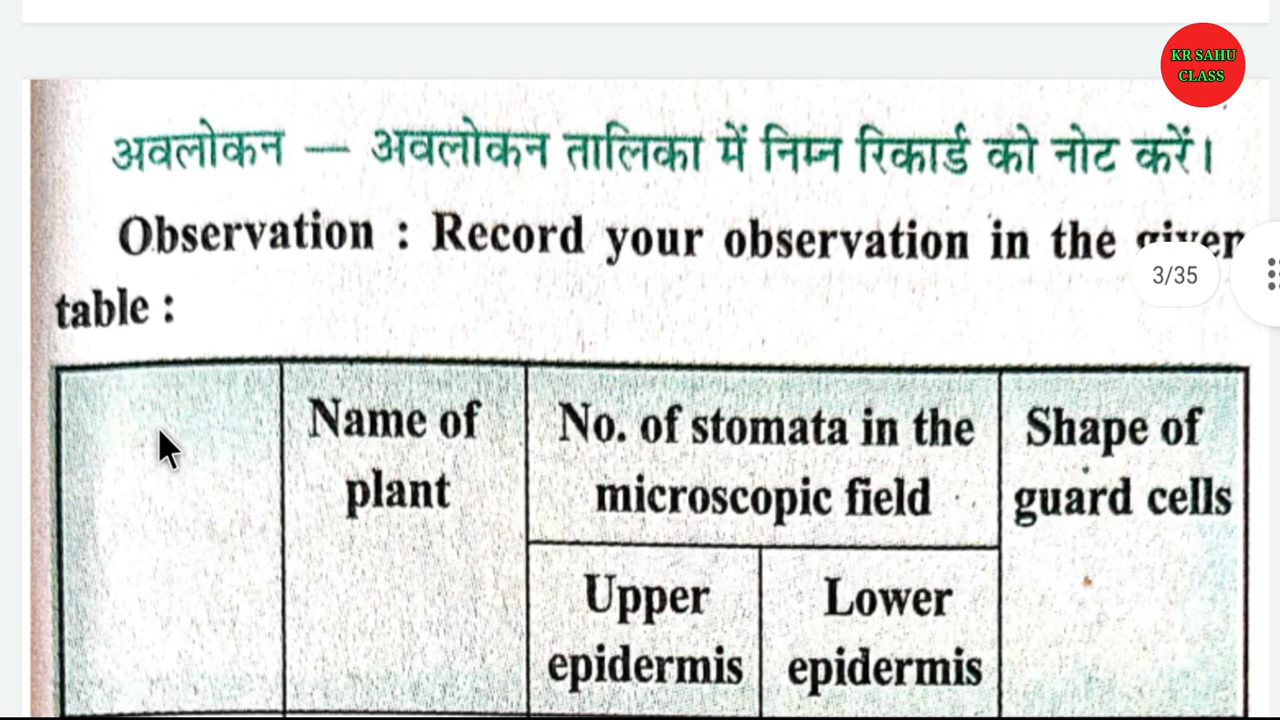 KR SAHU
CLASS
अवलोकन — अवलोकन तालिका में निम्न रिकार्ड को नोट करें।
Observation : Record your observation in the given
3/35
table :
Name of
plant
No. of stomata in the
microscopic field
Shape of
guard cells
Upper
epidermis
Lower
epidermis